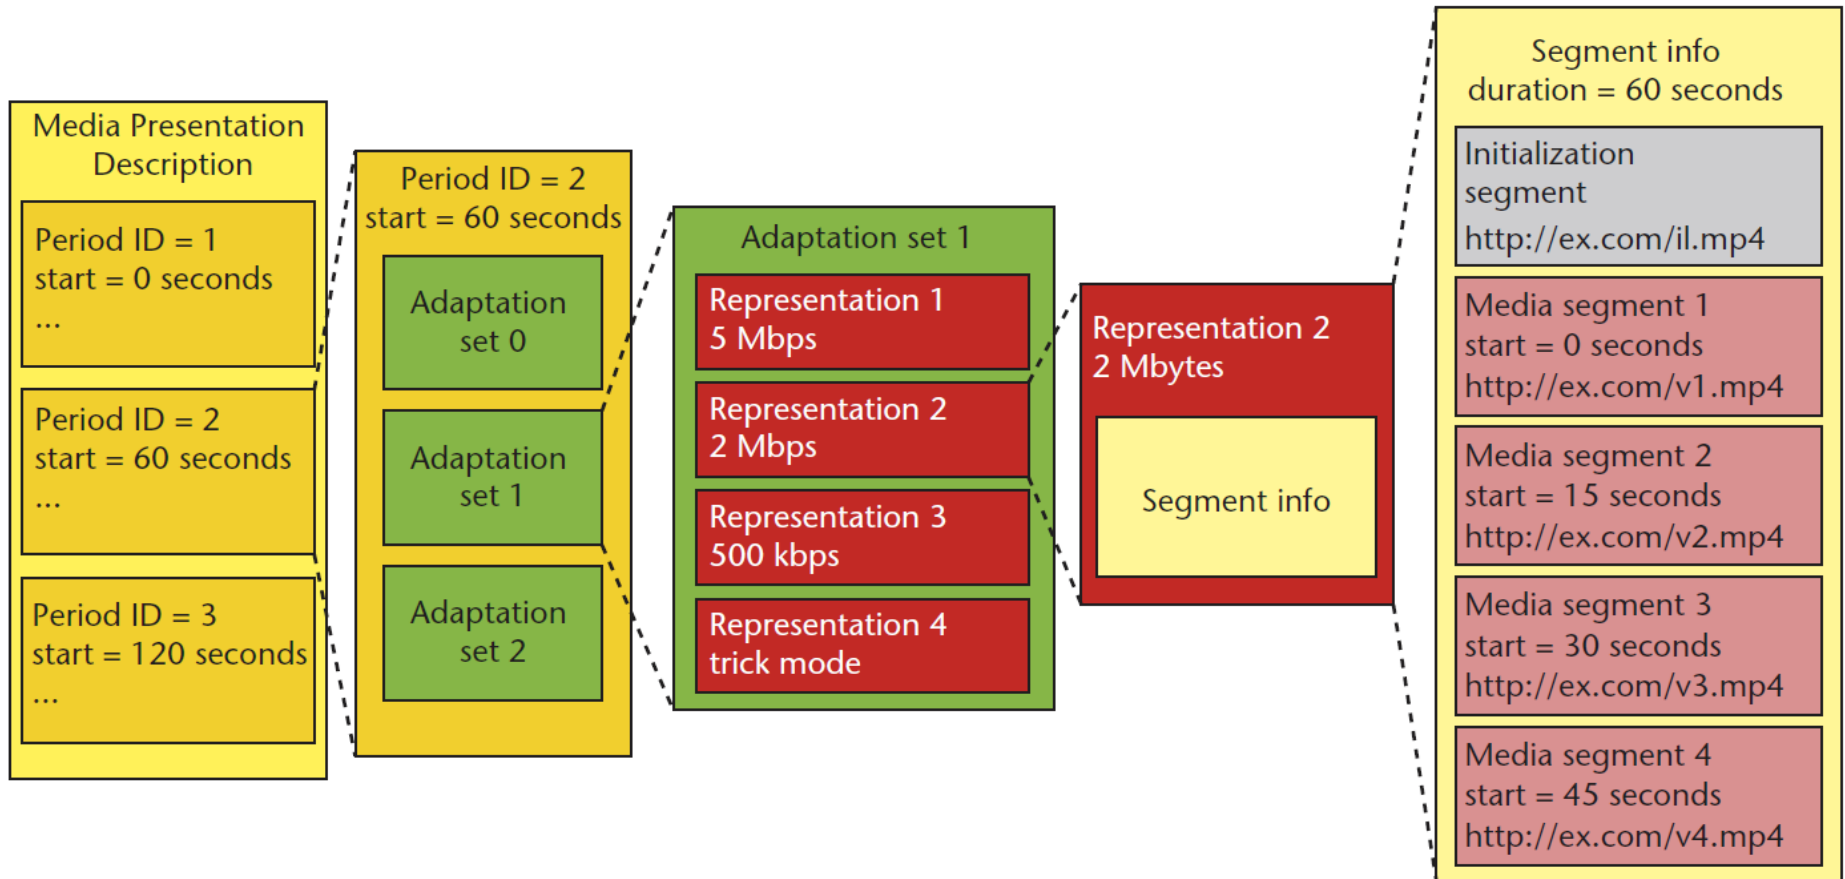 Media Presentation
Description
Period ID = 1
start = 0 seconds
...
Period ID = 2
start = 60 seconds
...
Period ID = 3
start = 120 seconds
...
Period ID = 2
start = 60 seconds
Adaptation
set 0
Adaptation
set 1
Adaptation
set 2
Adaptation set 1
Representation 1
5 Mbps
Representation 2
2 Mbps
Representation 3
500 kbps
Representation 4
trick mode
Representation 2
2 Mbytes
Segment info
Segment info
duration = 60 seconds
Initialization
segment
http://ex.com/il.mp4
Media segment 1
start = 0 seconds
http://ex.com/v1.mp4
Media segment 2
start = 15 seconds
http://ex.com/v2.mp4
Media segment 3
start = 30 seconds
http://ex.com/v3.mp4
Media segment 4
start = 45 seconds
http://ex.com/v4.mp4